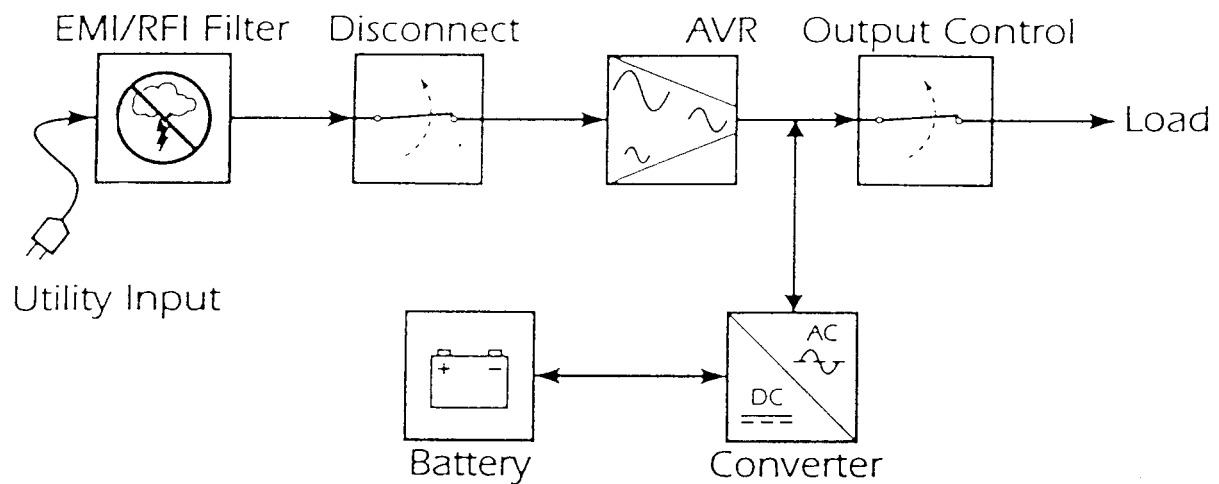 EMI/RFI Filter
Disconnect
AVR
Output Control
Load
Utility Input
+ −
AC
DC
Battery
Converter